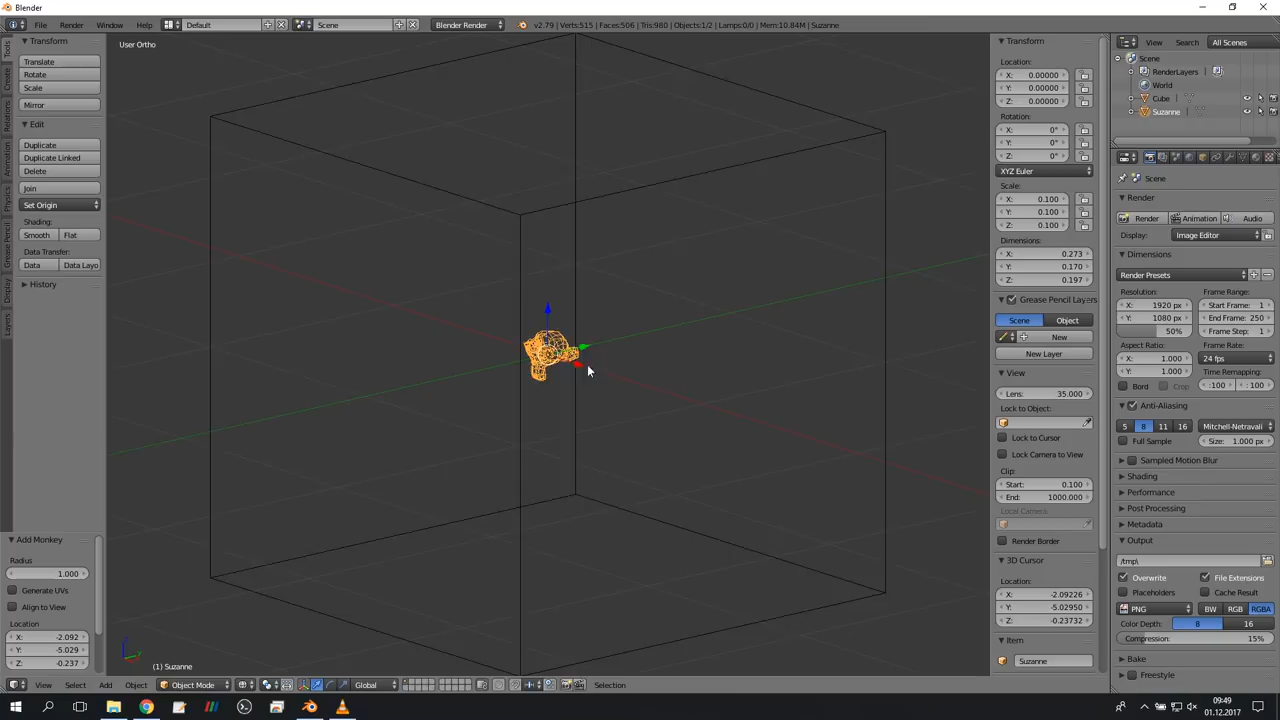 Blender
File Render Window Help Default Scene Blender Render v2.79 | Verts:515 | Faces:506 | Tris:980 | Objects:1/2 | Lamps:0/0 | Mem:10.84M | Suzanne
Tools
Create
Relations
Animation
Physics
Grease Pencil
Display
Layers
Transform
Translate
Rotate
Scale
Mirror
Edit
Duplicate
Duplicate Linked
Delete
Join
Set Origin
Shading:
Smooth Flat
Data Transfer:
Data Data Layo
History
Add Monkey
Radius
1.000
Generate UVs
Align to View
Location
X: -2.092
Y: -5.029
Z: -0.237
User Ortho
(1) Suzanne
View Select Add Object Object Mode Global Selection
Transform
Location:
X: 0.00000
Y: 0.00000
Z: 0.00000
Rotation:
X: 0°
Y: 0°
Z: 0°
XYZ Euler
Scale:
X: 0.100
Y: 0.100
Z: 0.100
Dimensions:
X: 0.273
Y: 0.170
Z: 0.197
Grease Pencil Layers
Scene Object
New
New Layer
View
Lens: 35.000
Lock to Object:
Lock to Cursor
Lock Camera to View
Clip:
Start: 0.100
End: 1000.000
Local Camera:
Render Border
3D Cursor
Location:
X: -2.09226
Y: -5.02950
Z: -0.23732
Item
Suzanne
View Search All Scenes
Scene
RenderLayers
World
Cube
Suzanne
Scene
Render
Render Animation Audio
Display: Image Editor
Dimensions
Render Presets
Resolution: Frame Range:
X: 1920 px Start Frame: 1
Y: 1080 px End Frame: 250
50% Frame Step: 1
Aspect Ratio: Frame Rate:
X: 1.000 24 fps
Y: 1.000 Time Remapping:
Bord Crop :100 : 100
Anti-Aliasing
5 8 11 16 Mitchell-Netravali
Full Sample Size: 1.000 px
Sampled Motion Blur
Shading
Performance
Post Processing
Metadata
Output
/tmp\
Overwrite File Extensions
Placeholders Cache Result
PNG BW RGB RGBA
Color Depth: 8 16
Compression: 15%
Bake
Freestyle
09:49
01.12.2017